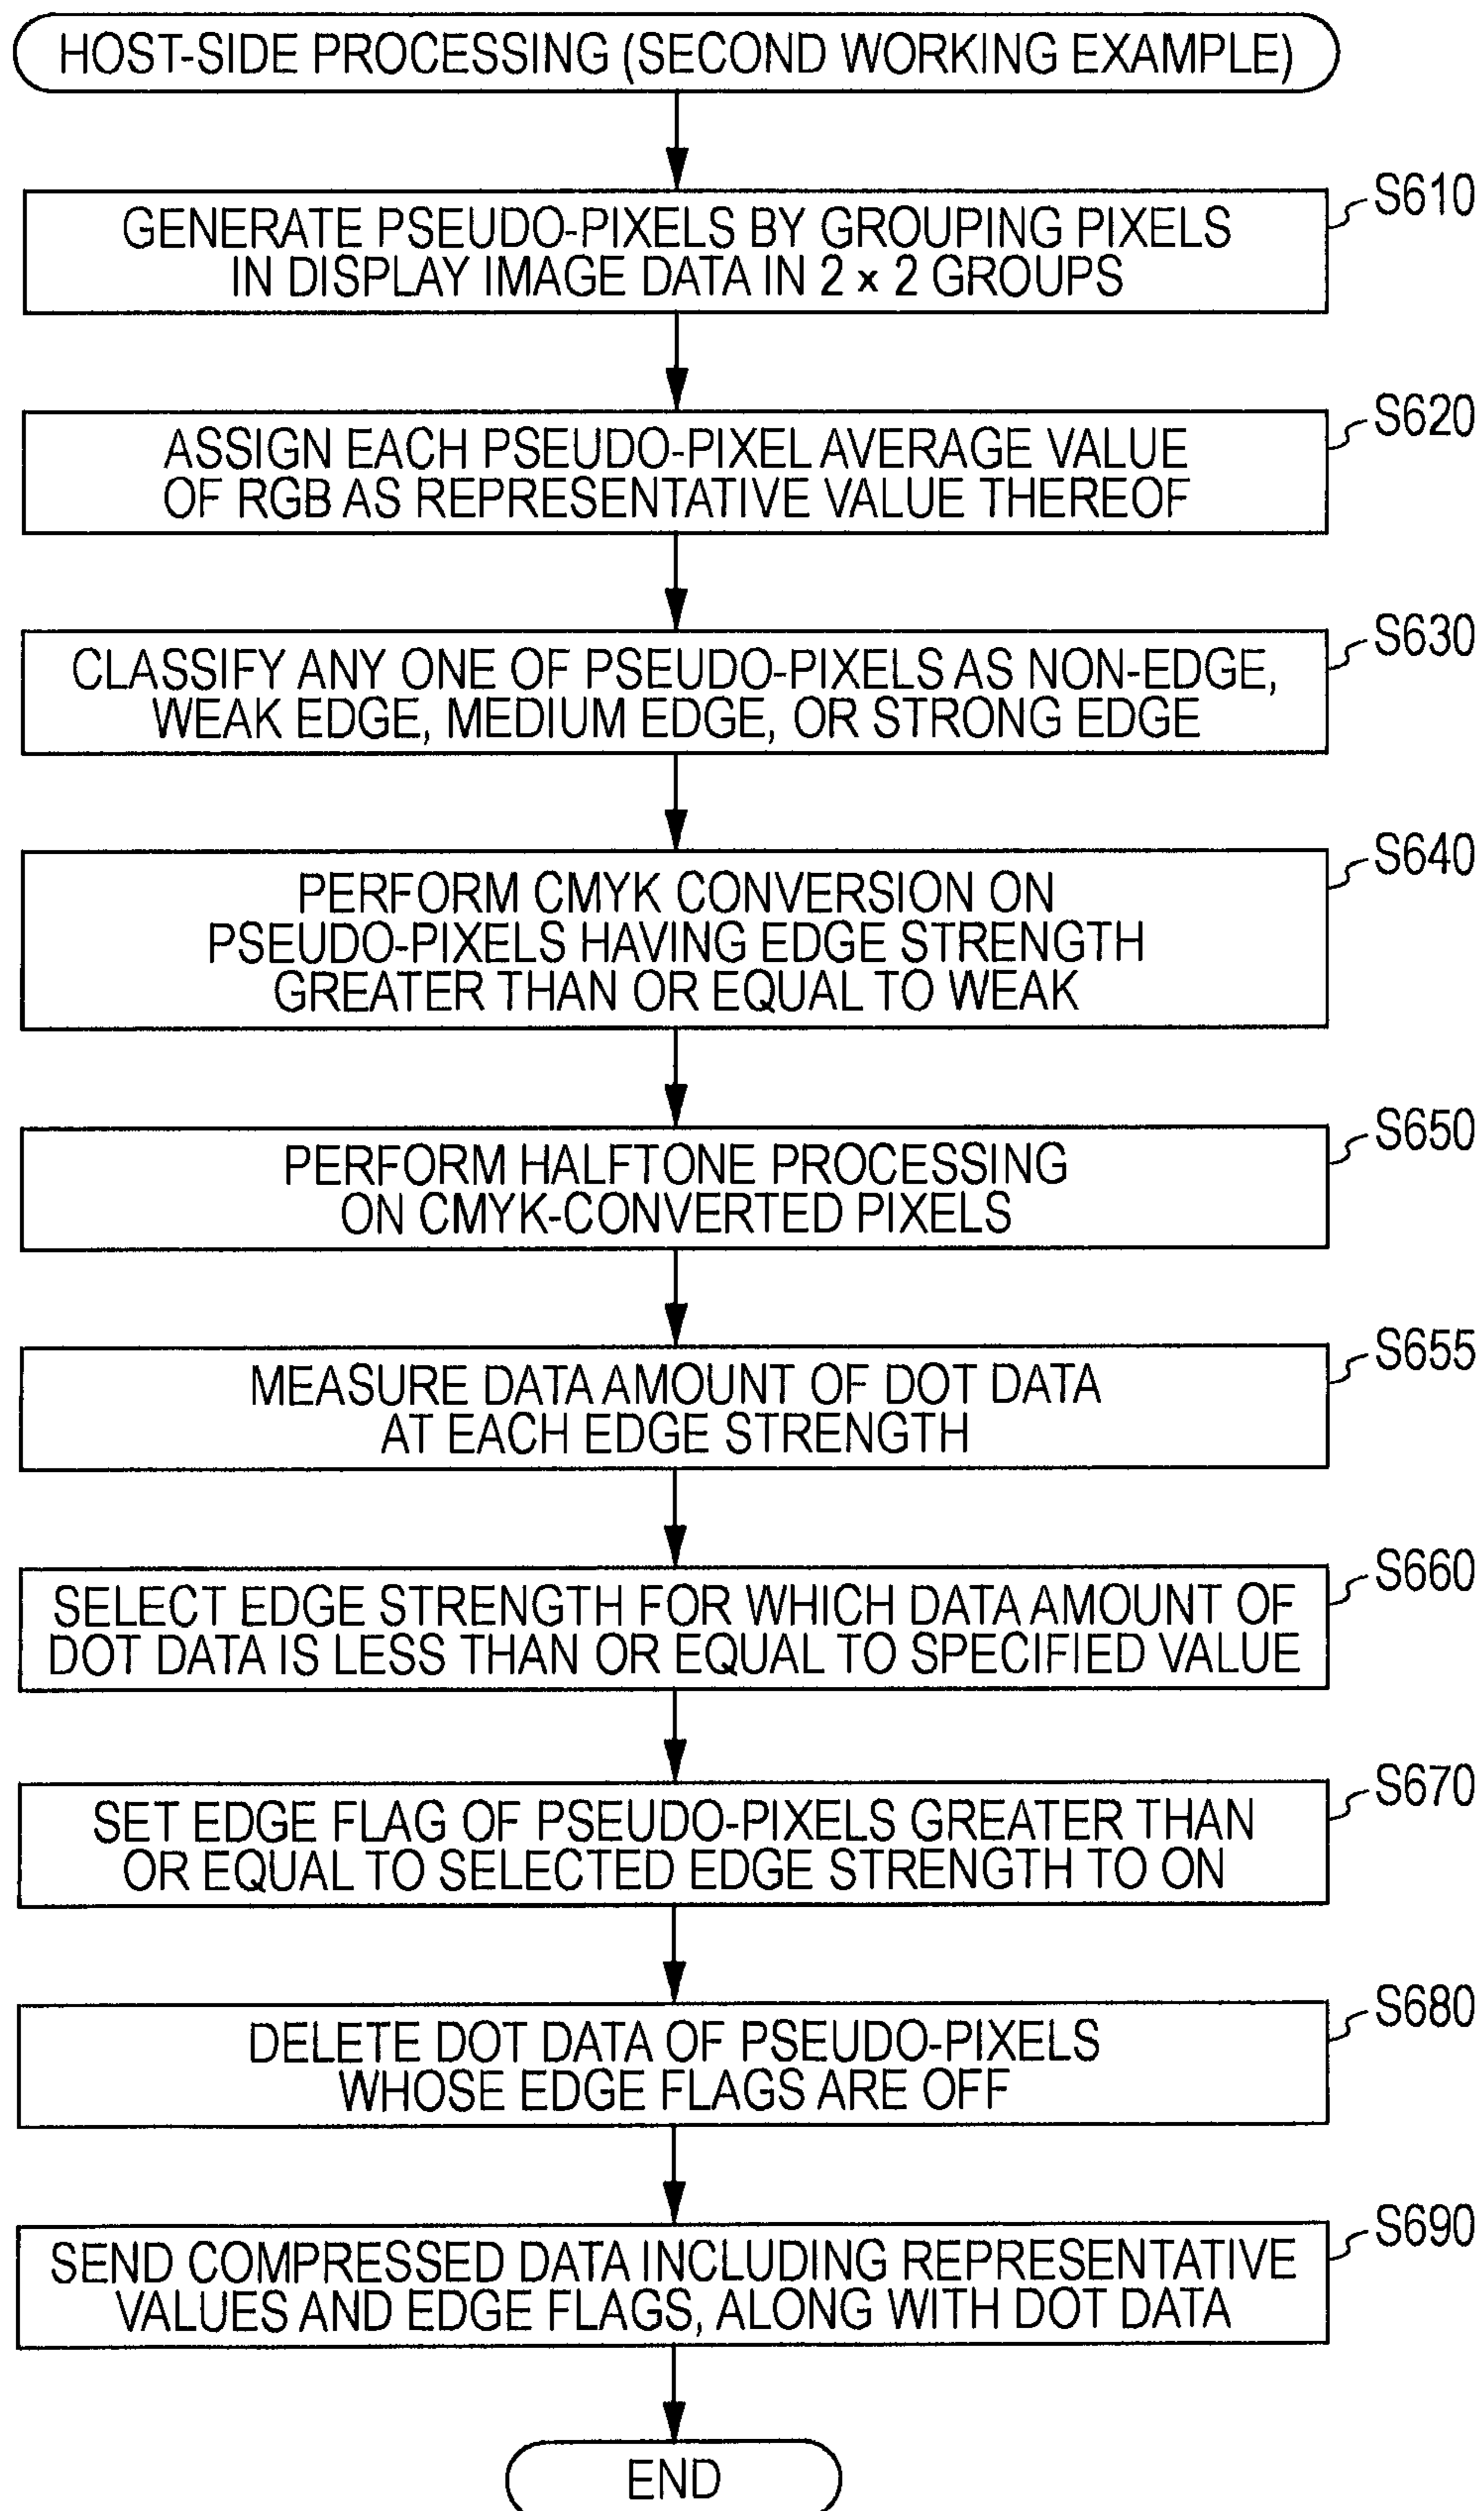 HOST-SIDE PROCESSING (SECOND WORKING EXAMPLE)
S610
GENERATE PSEUDO-PIXELS BY GROUPING PIXELS
IN DISPLAY IMAGE DATA IN 2 x 2 GROUPS
S620
ASSIGN EACH PSEUDO-PIXEL AVERAGE VALUE
OF RGB AS REPRESENTATIVE VALUE THEREOF
S630
CLASSIFY ANY ONE OF PSEUDO-PIXELS AS NON-EDGE,
WEAK EDGE, MEDIUM EDGE, OR STRONG EDGE
S640
PERFORM CMYK CONVERSION ON
PSEUDO-PIXELS HAVING EDGE STRENGTH
GREATER THAN OR EQUAL TO WEAK
S650
PERFORM HALFTONE PROCESSING
ON CMYK-CONVERTED PIXELS
S655
MEASURE DATA AMOUNT OF DOT DATA
AT EACH EDGE STRENGTH
S660
SELECT EDGE STRENGTH FOR WHICH DATA AMOUNT OF
DOT DATA IS LESS THAN OR EQUAL TO SPECIFIED VALUE
S670
SET EDGE FLAG OF PSEUDO-PIXELS GREATER THAN
OR EQUAL TO SELECTED EDGE STRENGTH TO ON
S680
DELETE DOT DATA OF PSEUDO-PIXELS
WHOSE EDGE FLAGS ARE OFF
S690
SEND COMPRESSED DATA INCLUDING REPRESENTATIVE
VALUES AND EDGE FLAGS, ALONG WITH DOT DATA
END